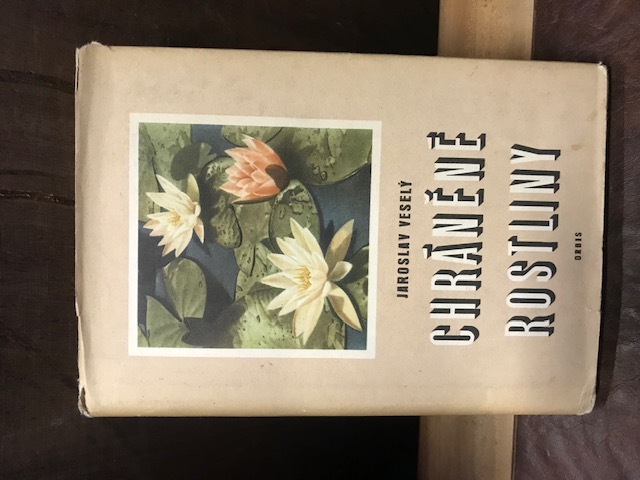 JAROSLAV VESELÝ
CHRÁNĚNÉ
ROSTLINY
ORBIS